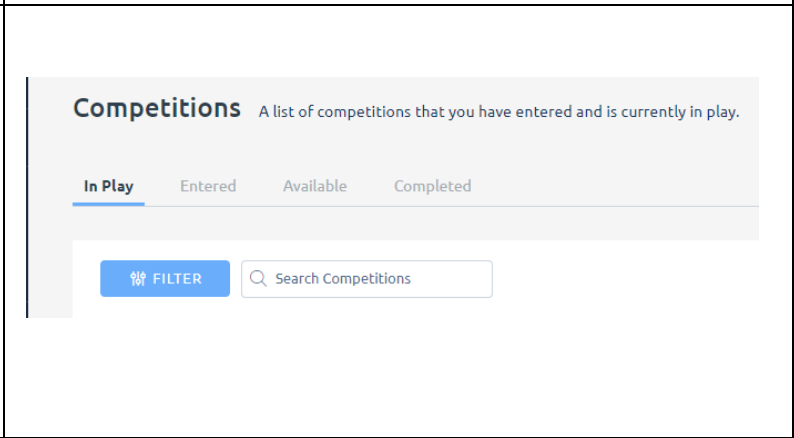 Competitions A list of competitions that you have entered and is currently in play.
In Play Entered Available Completed
FILTER Search Competitions